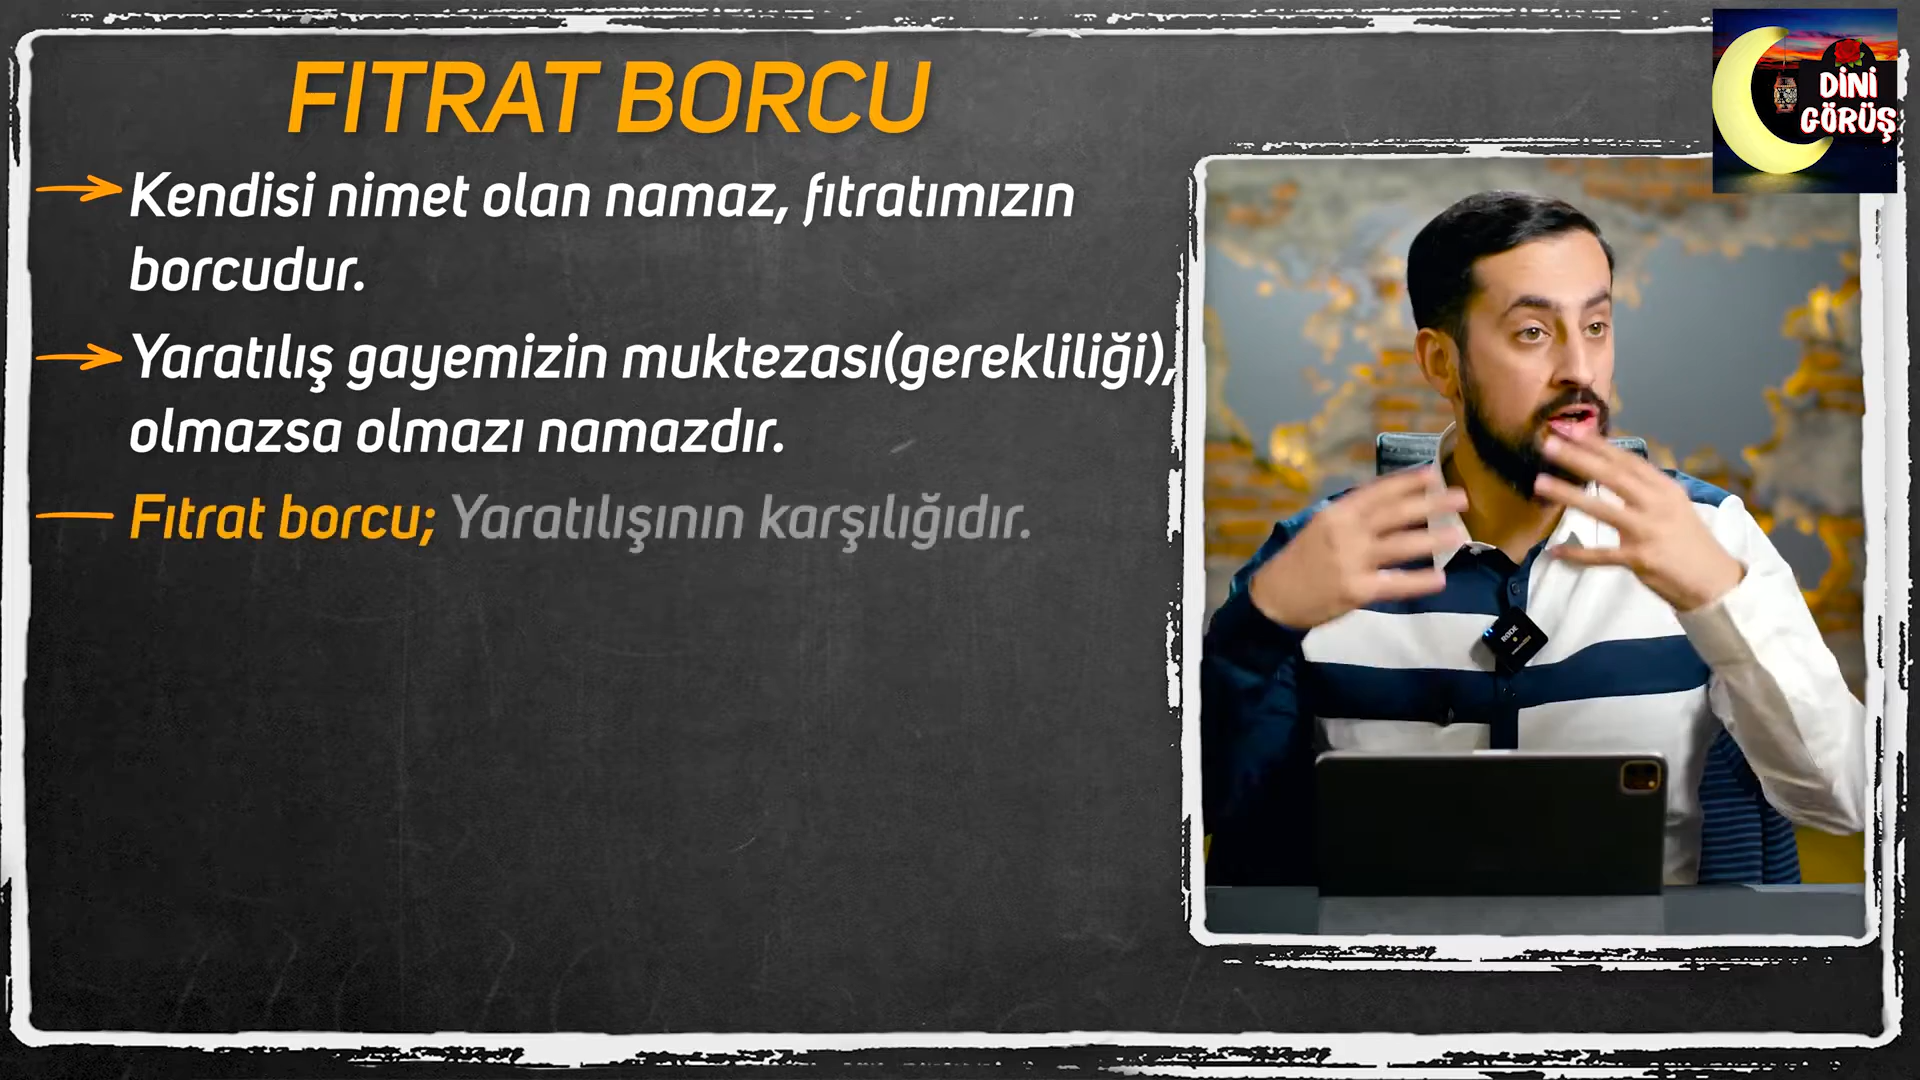 FITRAT BORCU
Kendisi nimet olan namaz, fıtratımızın
borcudur.
Yaratılış gayemizin muktezası(gerekliliği),
olmazsa olmazı namazdır.
Fıtrat borcu; Yaratılışının karşılığıdır.
DİNİ
GÖRÜŞ
RØDE